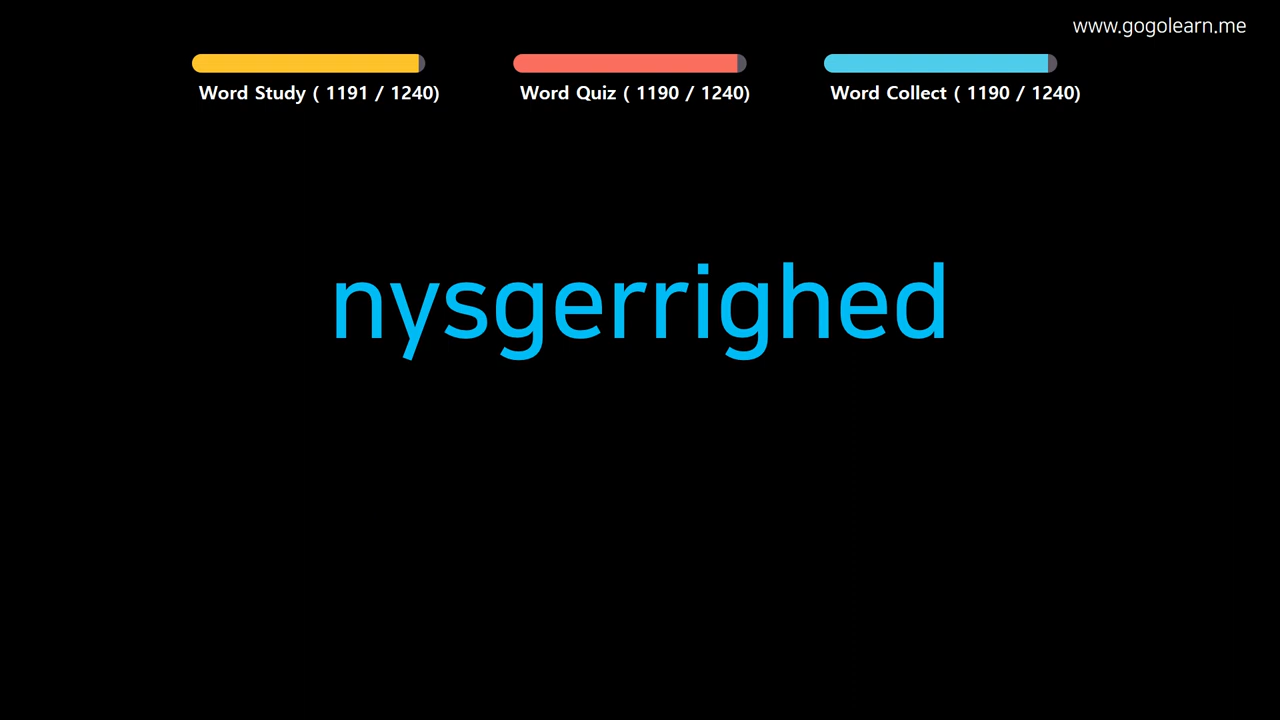 www.gogolearn.me
Word Study ( 1191 / 1240)
Word Quiz ( 1190 / 1240)
Word Collect ( 1190 / 1240)
nysgerrighed